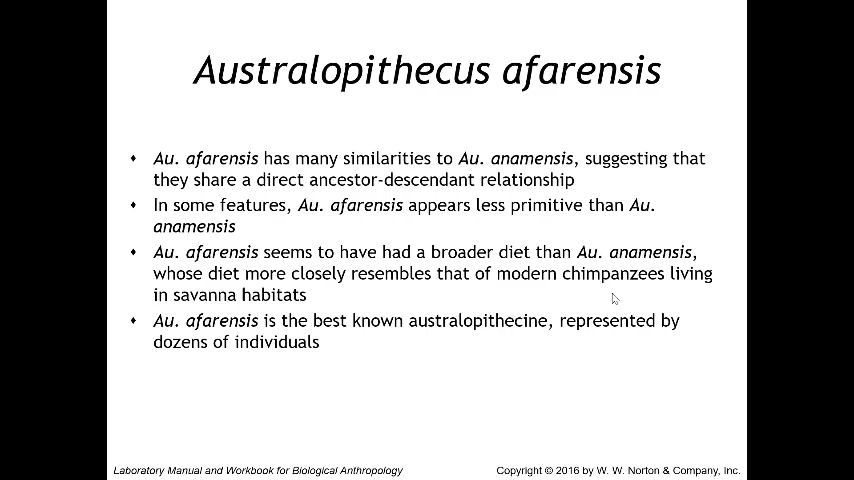 Australopithecus afarensis
♦ Au. afarensis has many similarities to Au. anamensis, suggesting that
they share a direct ancestor-descendant relationship
♦ In some features, Au. afarensis appears less primitive than Au.
anamensis
♦ Au. afarensis seems to have had a broader diet than Au. anamensis,
whose diet more closely resembles that of modern chimpanzees living
in savanna habitats
♦ Au. afarensis is the best known australopithecine, represented by
dozens of individuals
Laboratory Manual and Workbook for Biological Anthropology
Copyright © 2016 by W. W. Norton & Company, Inc.